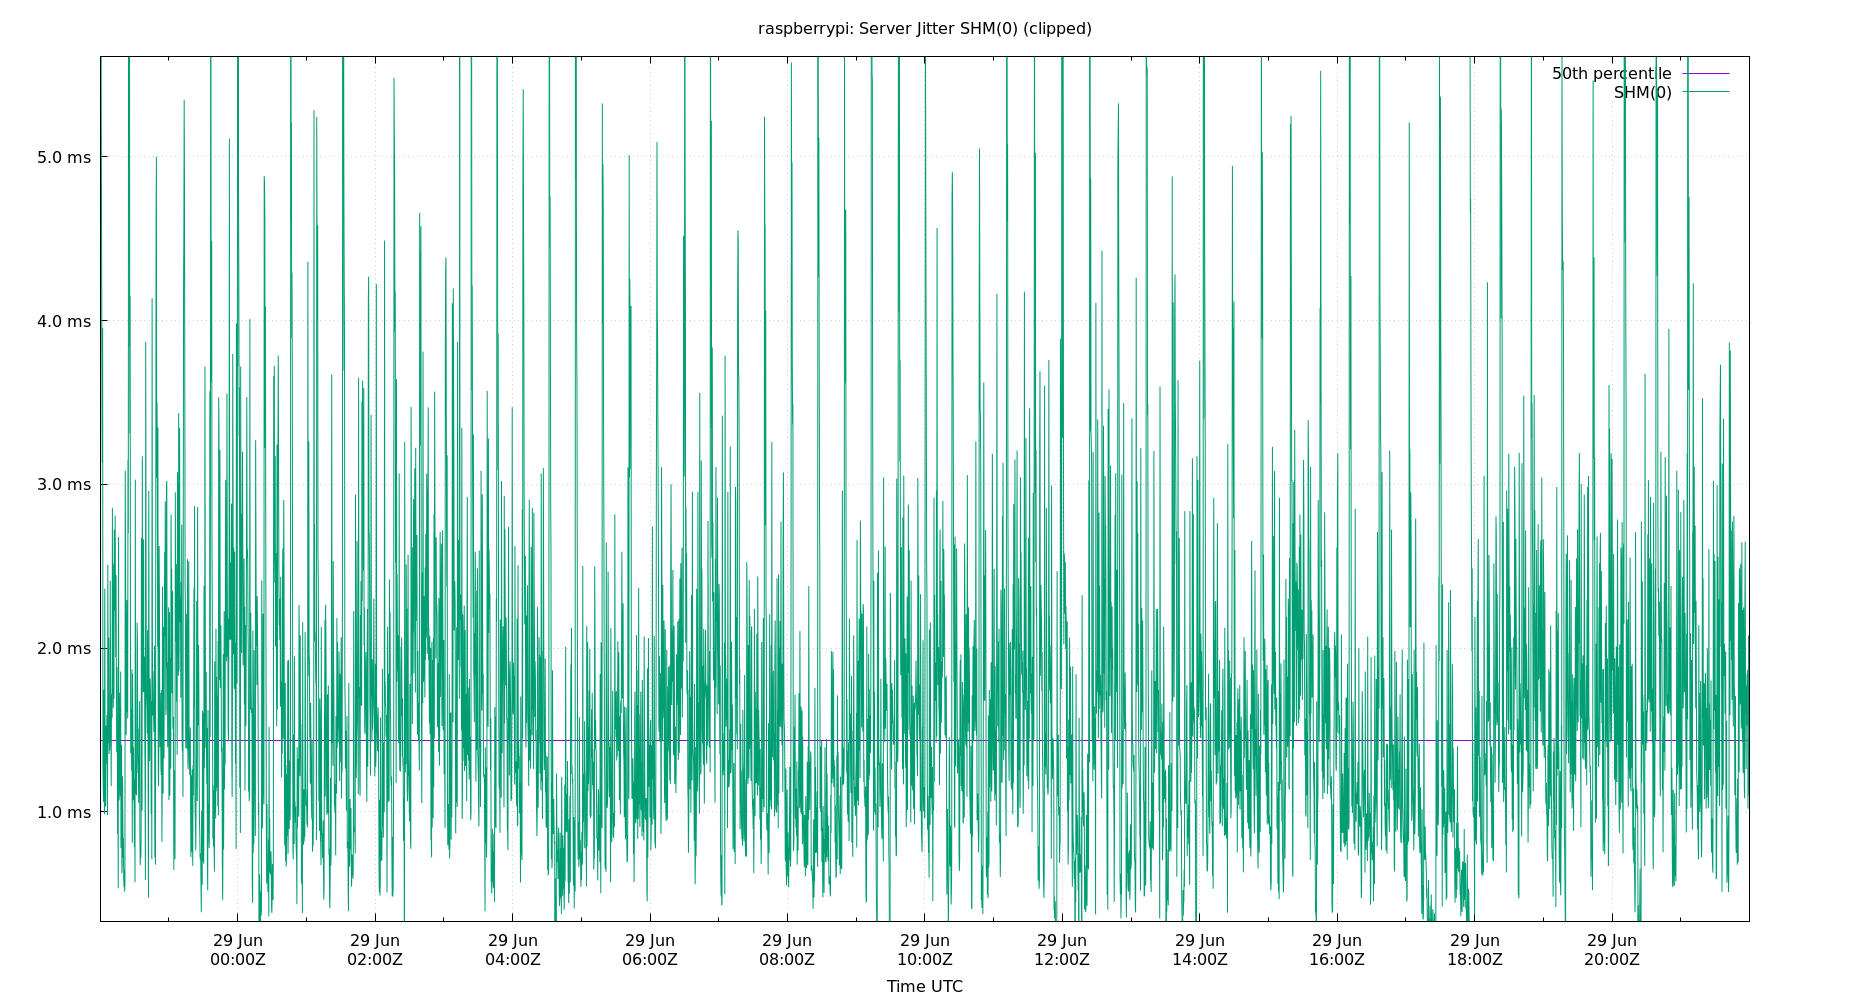 raspberrypi: Server Jitter SHM(0) (clipped)
50th percentile
SHM(0)
5.0 ms
4.0 ms
3.0 ms
2.0 ms
1.0 ms
29 Jun 29 Jun 29 Jun 29 Jun 29 Jun 29 Jun 29 Jun 29 Jun 29 Jun 29 Jun 29 Jun
00:00Z 02:00Z 04:00Z 06:00Z 08:00Z 10:00Z 12:00Z 14:00Z 16:00Z 18:00Z 20:00Z
Time UTC